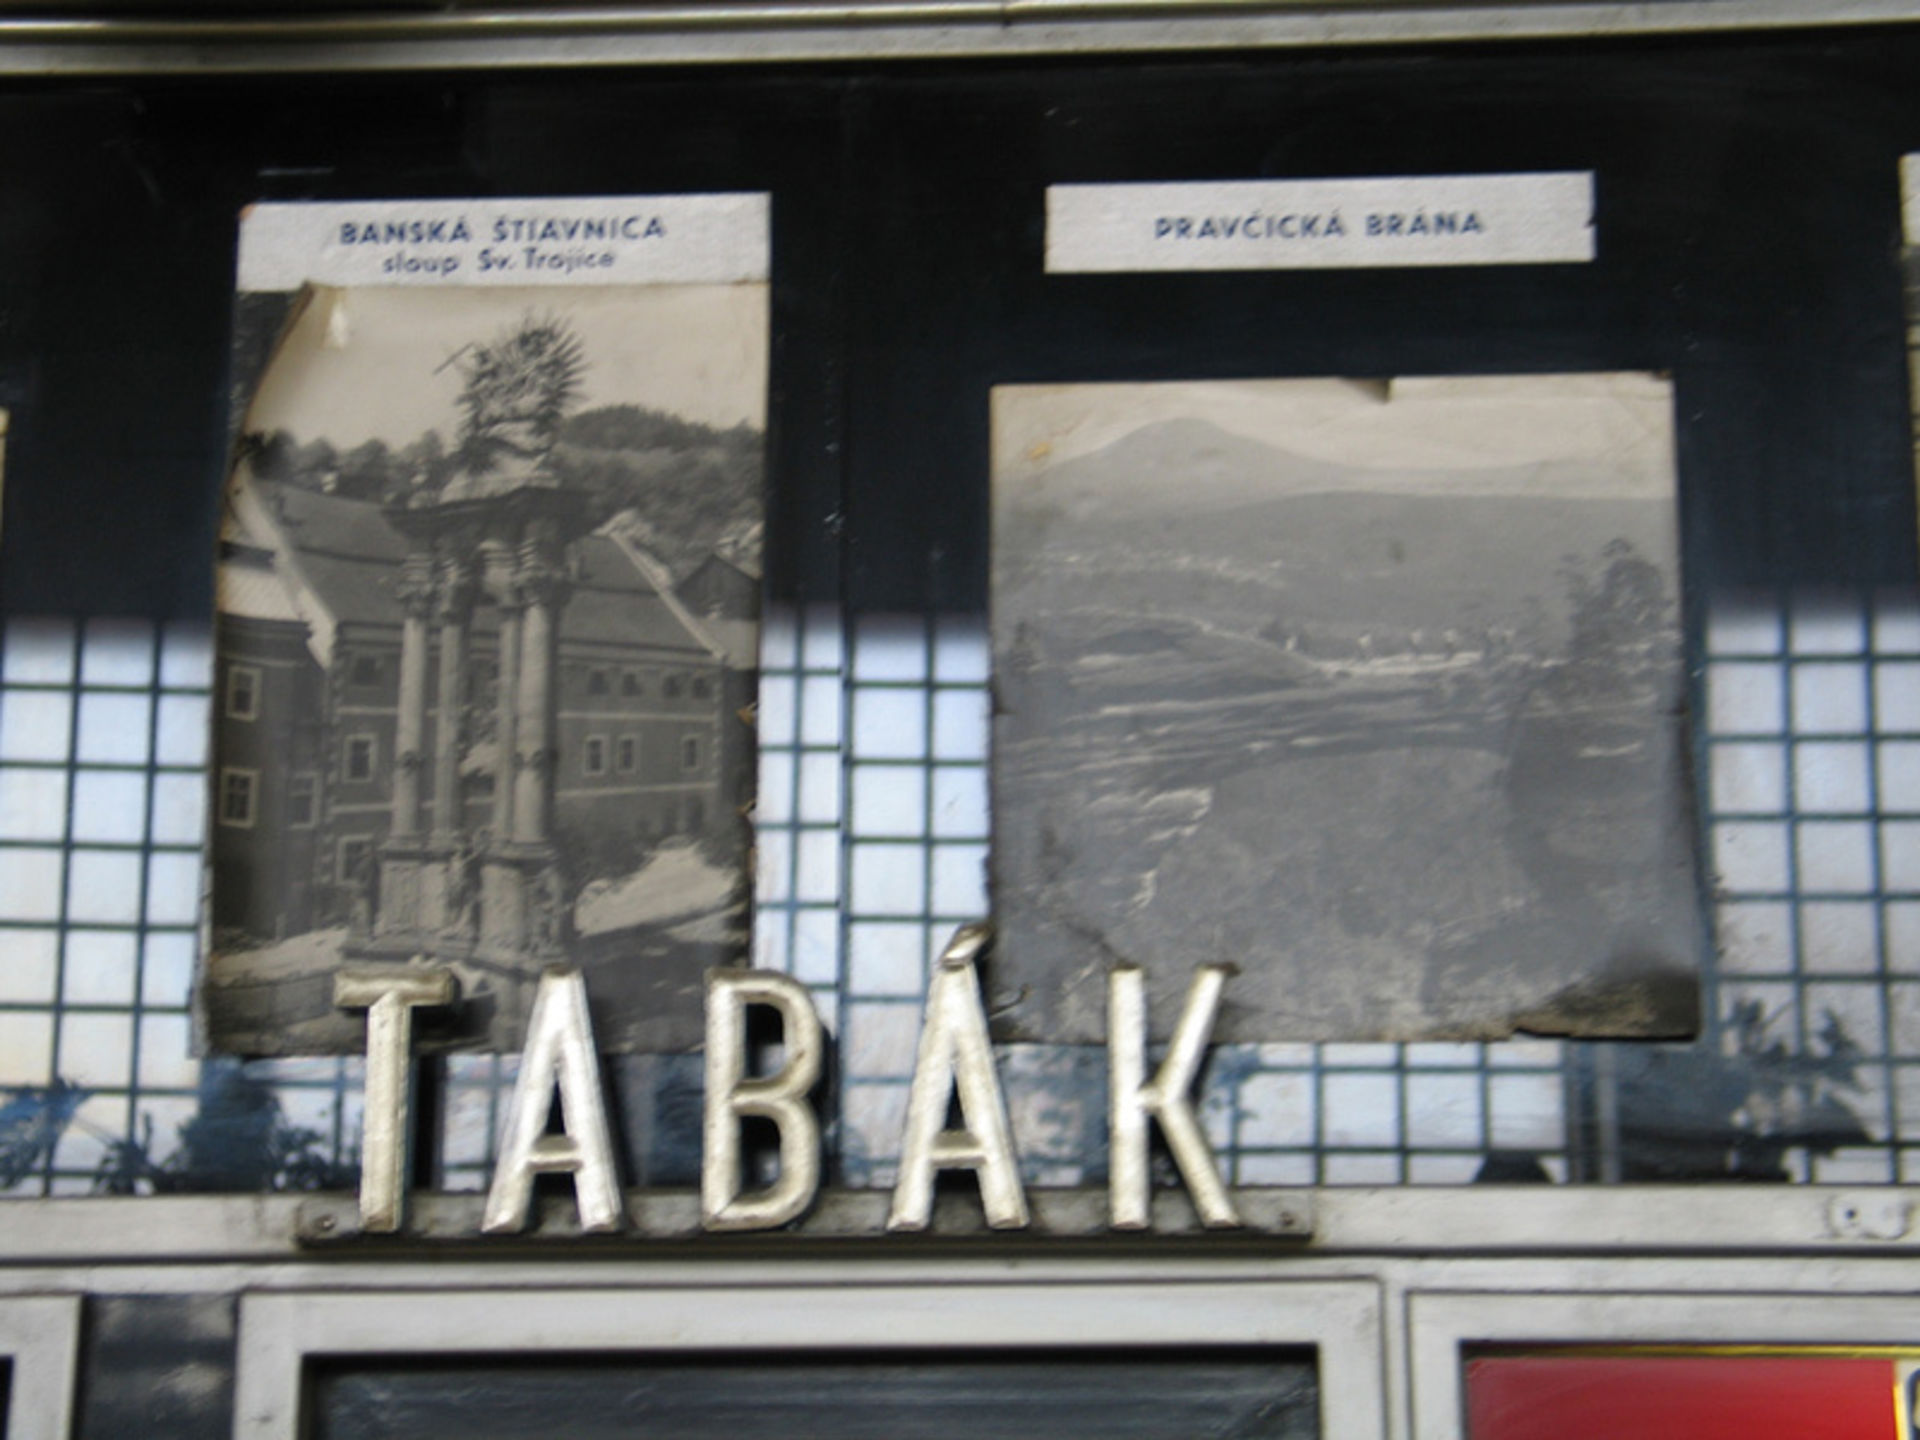 BANSKÁ ŠTIAVNICA
sloup Sv. Trojice
PRAVČICKÁ BRÁNA
TABÁK